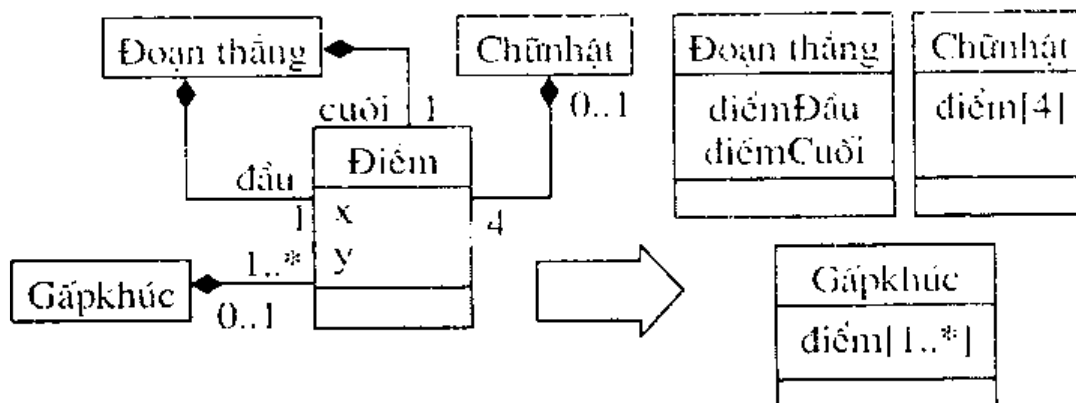 Đoạn thẳng
Chữnhật
Đoạn thẳng
Chữnhật
0..1
cuối 1
điểmĐầu
điểmCuối
điểm[4]
Điểm
đầu
1
x
4
y
1..*
Gấpkhúc
0..1
Gấpkhúc
điểm[1..*]